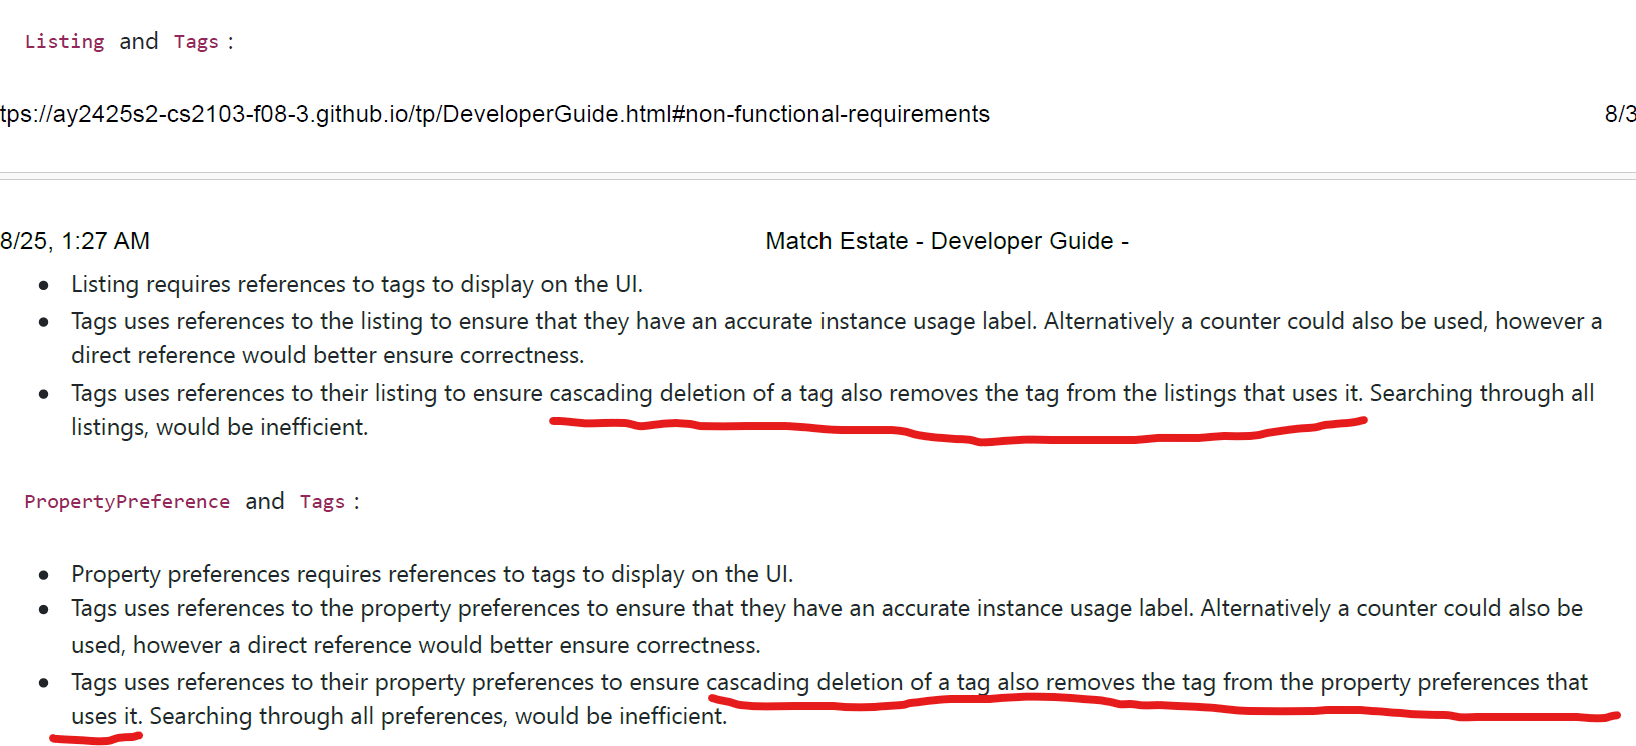 Listing and Tags :
tps://ay2425s2-cs2103-f08-3.github.io/tp/DeveloperGuide.html#non-functional-requirements 8/3
8/25, 1:27 AM Match Estate - Developer Guide -
• Listing requires references to tags to display on the UI.
• Tags uses references to the listing to ensure that they have an accurate instance usage label. Alternatively a counter could also be used, however a
direct reference would better ensure correctness.
• Tags uses references to their listing to ensure cascading deletion of a tag also removes the tag from the listings that uses it. Searching through all
listings, would be inefficient.
PropertyPreference and Tags :
• Property preferences requires references to tags to display on the UI.
• Tags uses references to the property preferences to ensure that they have an accurate instance usage label. Alternatively a counter could also be
used, however a direct reference would better ensure correctness.
• Tags uses references to their property preferences to ensure cascading deletion of a tag also removes the tag from the property preferences that
uses it. Searching through all preferences, would be inefficient.